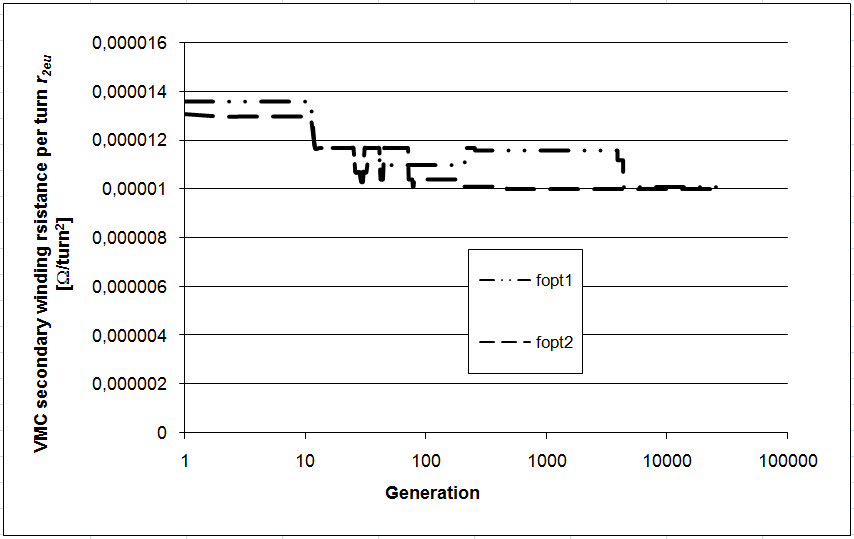 VMC secondary winding rsistance per turn r2eu
[Ω/turn²]
0,000016
0,000014
0,000012
0,00001
0,000008
0,000006
0,000004
0,000002
0
fopt1
fopt2
1 10 100 1000 10000 100000
Generation